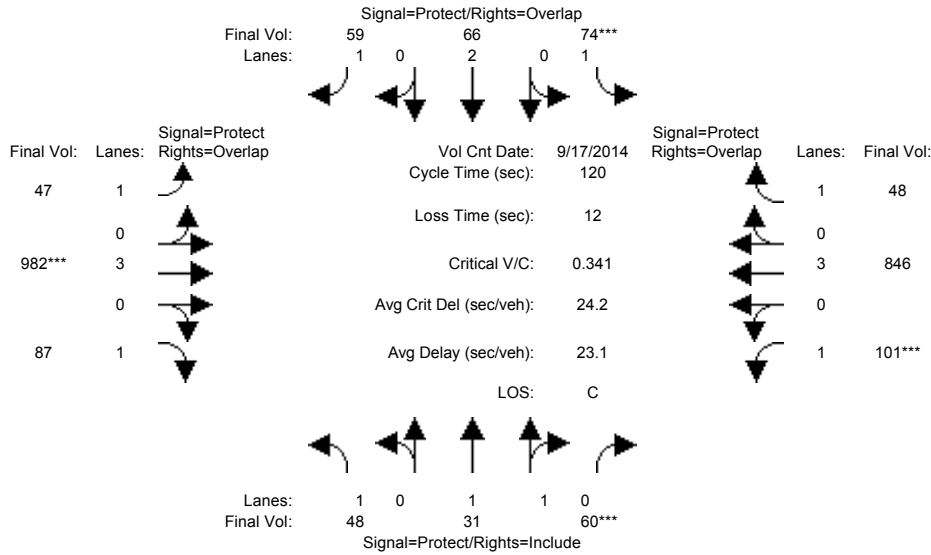 Signal=Protect/Rights=Overlap
Final Vol: 59 66 74***
Lanes: 1 0 2 0 1
Signal=Protect Signal=Protect
Final Vol: Lanes: Rights=Overlap Vol Cnt Date: 9/17/2014 Rights=Overlap Lanes: Final Vol:
Cycle Time (sec): 120
47 1 1 48
Loss Time (sec): 12
0 0
982*** 3 Critical V/C: 0.341 3 846
0 Avg Crit Del (sec/veh): 24.2 0
87 1 Avg Delay (sec/veh): 23.1 1 101***
LOS: C
Lanes: 1 0 1 1 0
Final Vol: 48 31 60***
Signal=Protect/Rights=Include